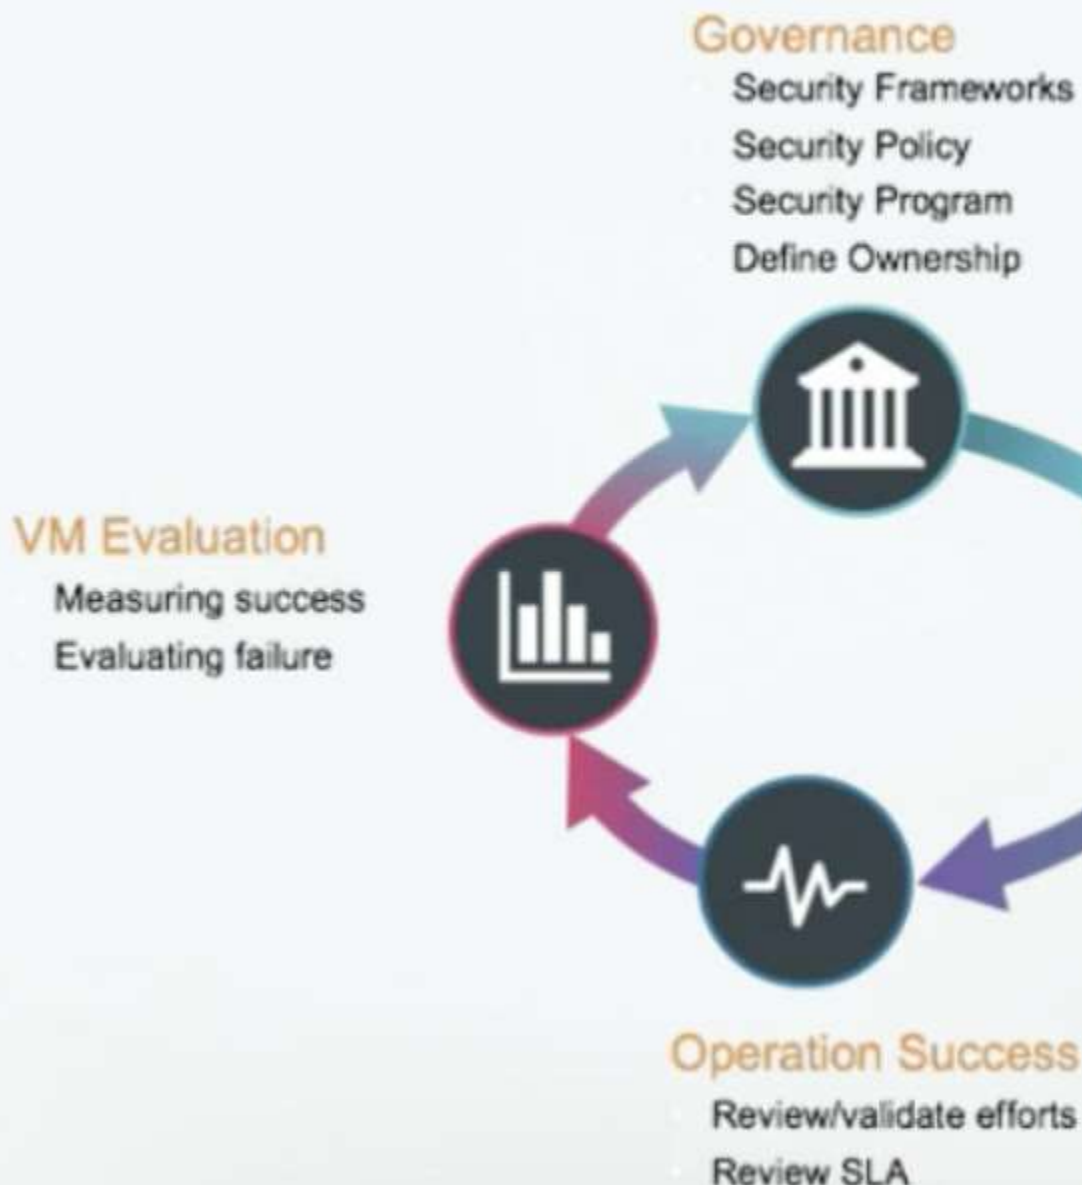 Governance
Security Frameworks
Security Policy
Security Program
Define Ownership
VM Evaluation
Measuring success
Evaluating failure
Operation Success
Review/validate efforts
Review SLA